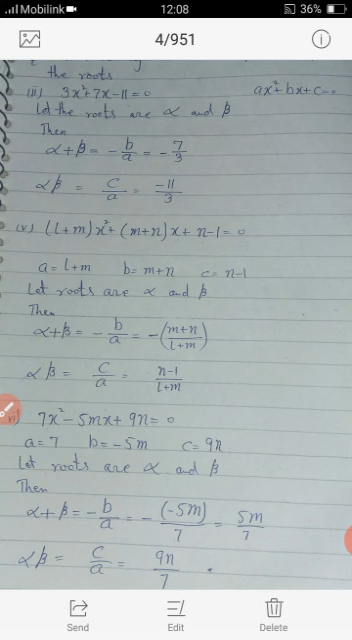 Mobilink 12:08 36%
4/951
the roots
iii) 3x²+7x-11=0 ax²+bx+c=0
Let the roots are α and β
Then
α+β = -b/a = -7/3
αβ = c/a = -11/3
(v) (l+m)x²+(m+n)x+n-1=0
a=l+m b=m+n c=n-1
Let roots are α and β
Then
α+β = -b/a = -(m+n/l+m)
αβ = c/a = n-1/l+m
vi) 7x²-5mx+9n=0
a=7 b=-5m c=9n
Let roots are α and β
Then
α+β = -b/a = -(-5m)/7 = 5m/7
αβ = c/a = 9n/7.
Send Edit Delete